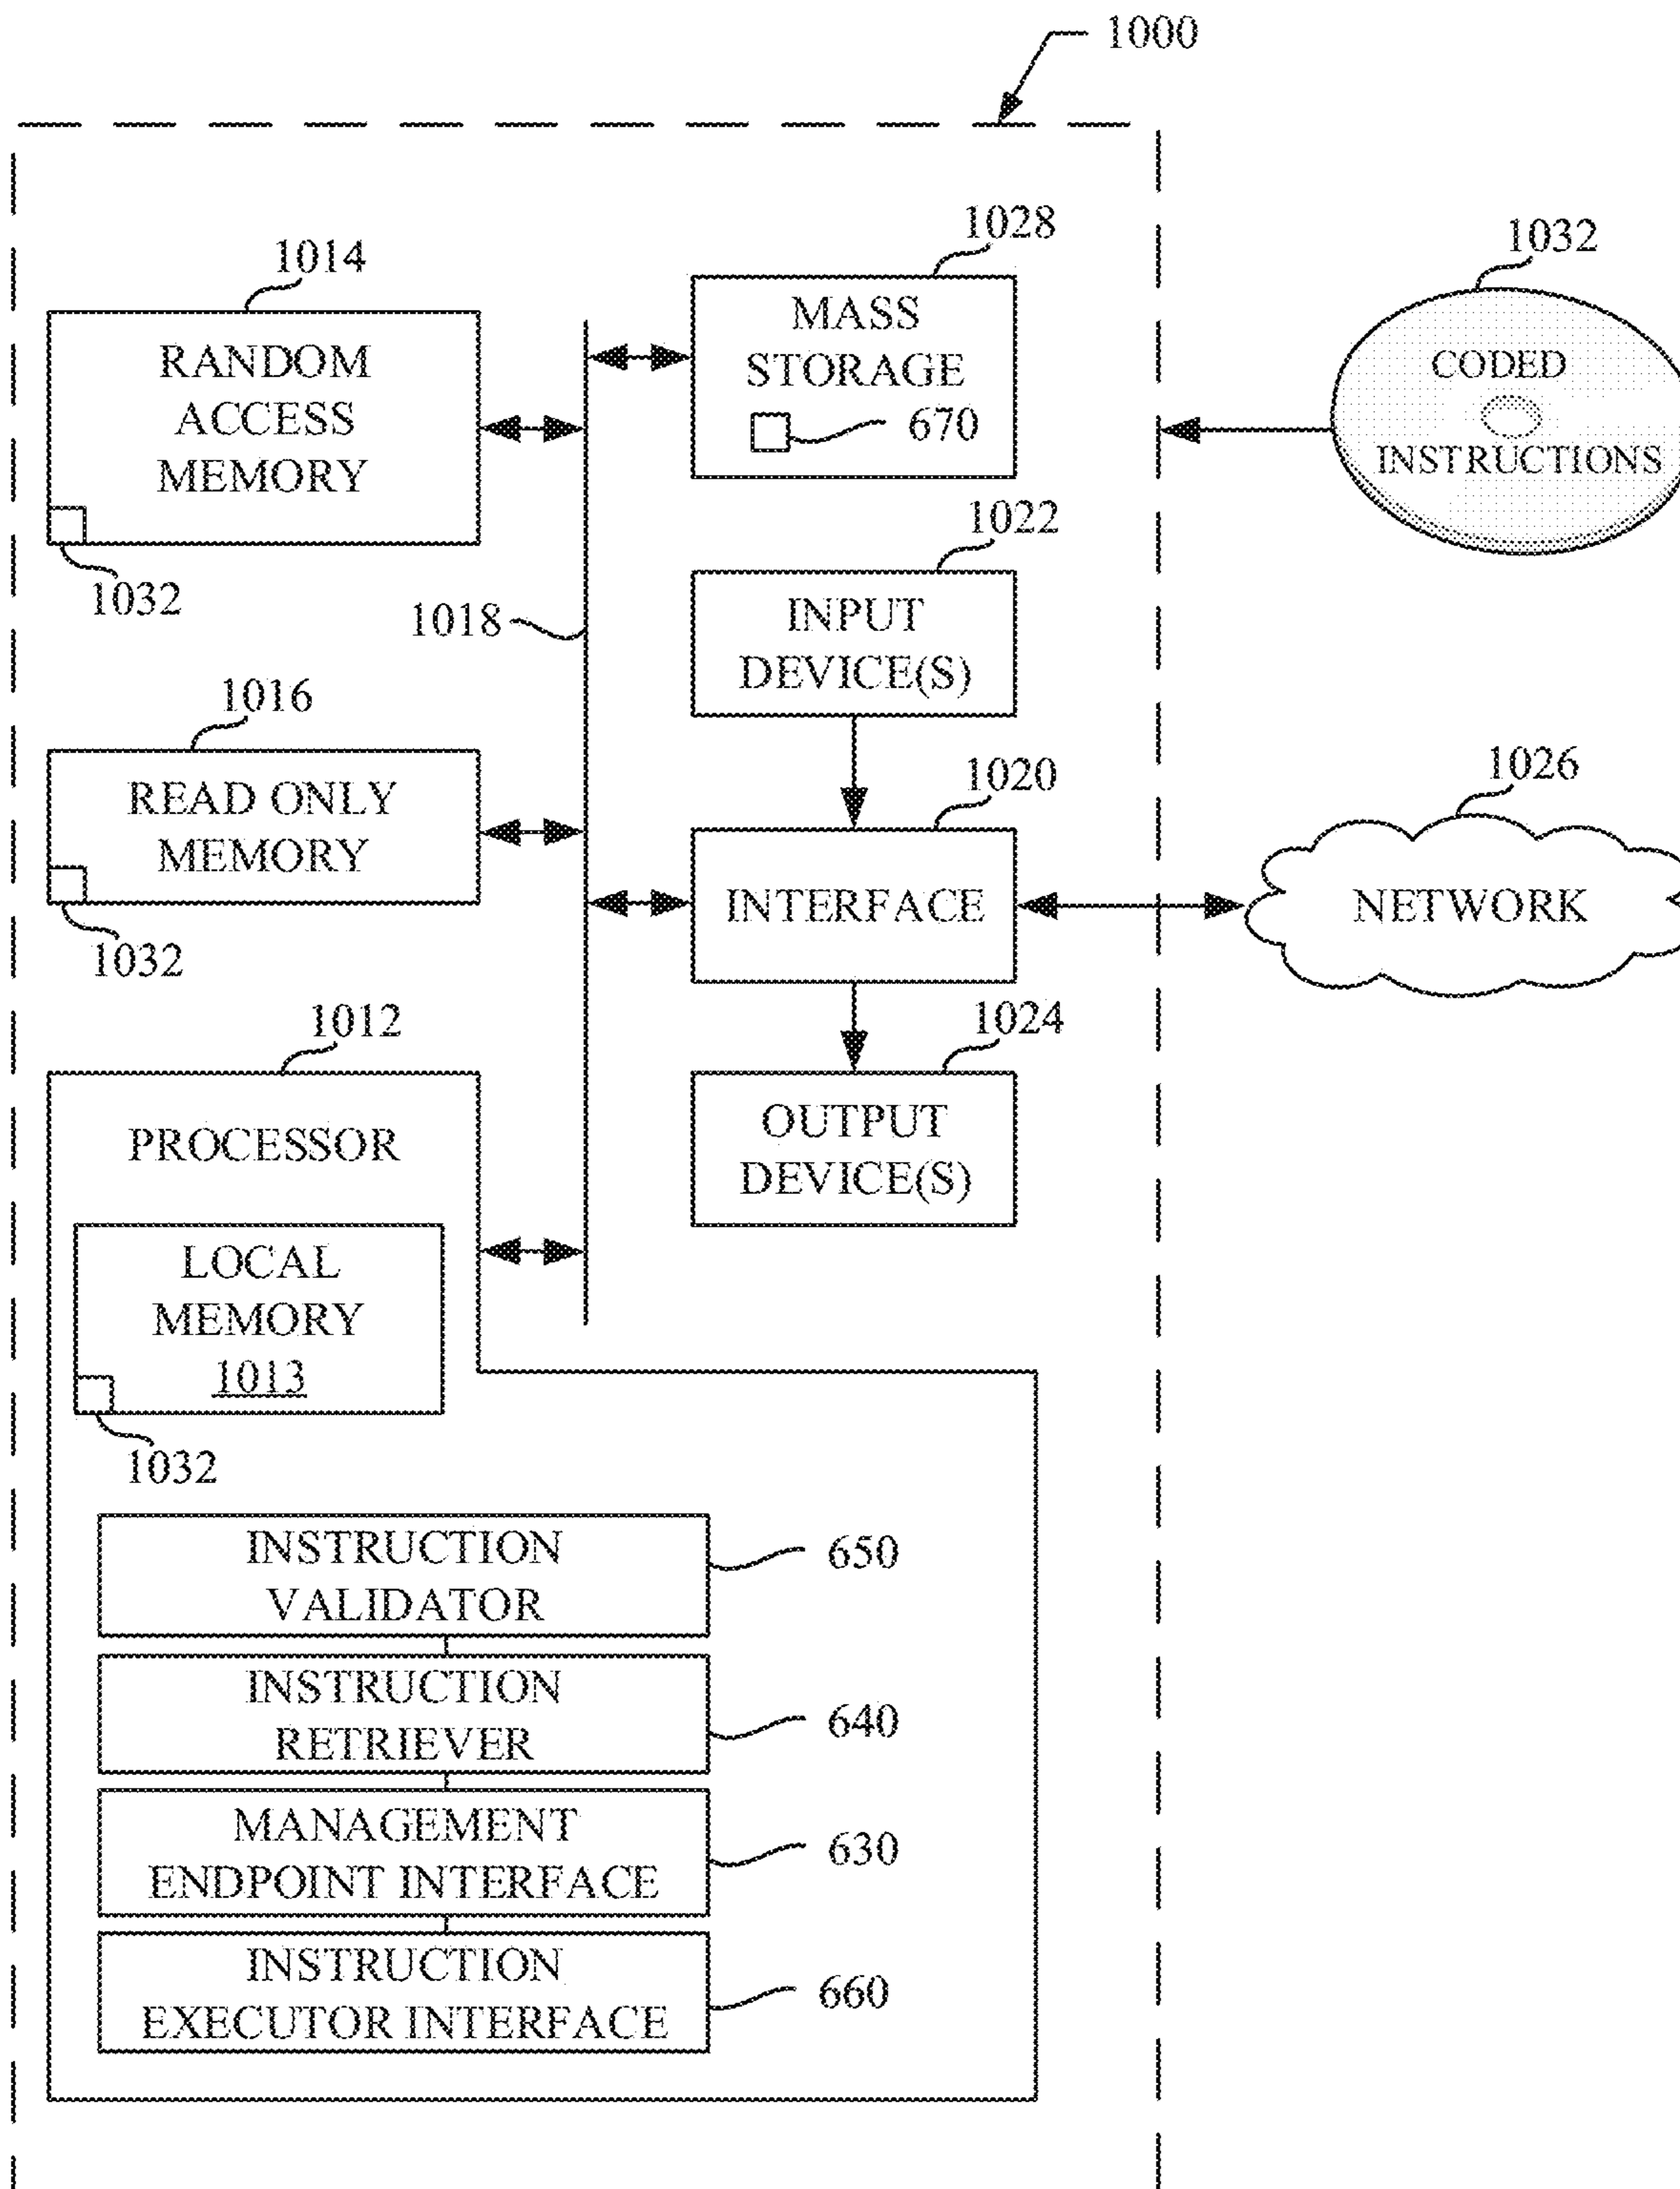 1000
1014
RANDOM
ACCESS
MEMORY
1032
1028
MASS
STORAGE
670
1032
CODED
INSTRUCTIONS
1018
1022
INPUT
DEVICE(S)
1016
READ ONLY
MEMORY
1032
1020
INTERFACE
1026
NETWORK
1012
PROCESSOR
1024
OUTPUT
DEVICE(S)
LOCAL
MEMORY
1013
1032
INSTRUCTION
VALIDATOR
650
INSTRUCTION
RETRIEVER
640
MANAGEMENT
ENDPOINT INTERFACE
630
INSTRUCTION
EXECUTOR INTERFACE
660